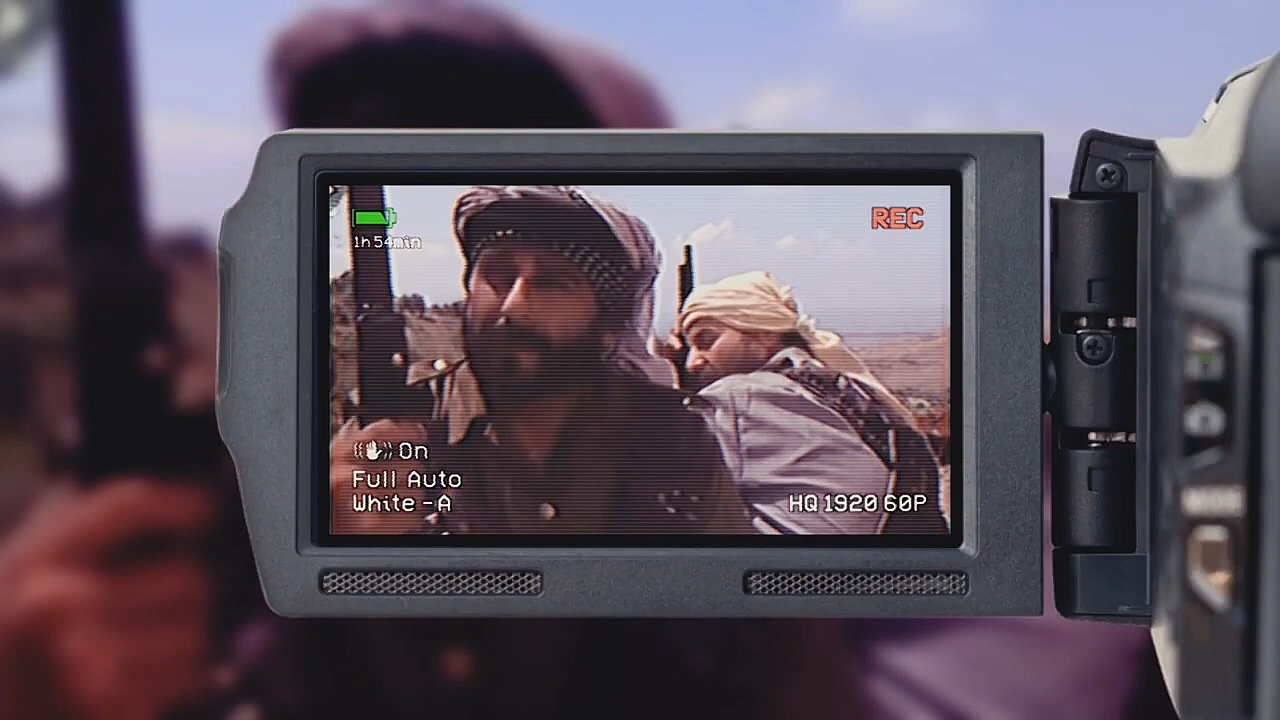 1h 54min
REC
On
Full Auto
White -A
HQ 1920 60P